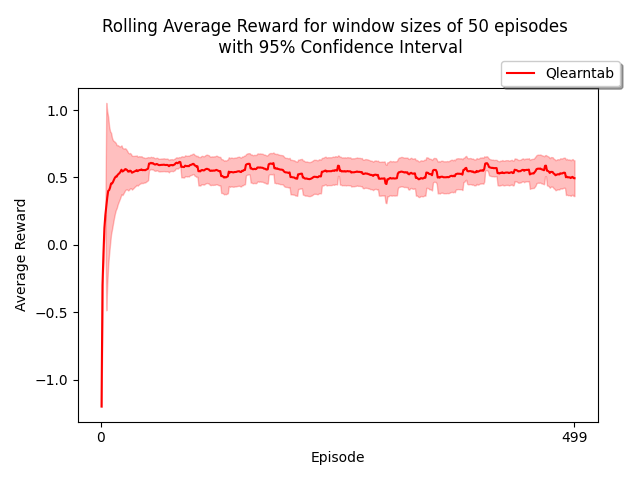 Rolling Average Reward for window sizes of 50 episodes
with 95% Confidence Interval
Qlearntab
1.0
0.5
0.0
−0.5
−1.0
Average Reward
0
499
Episode